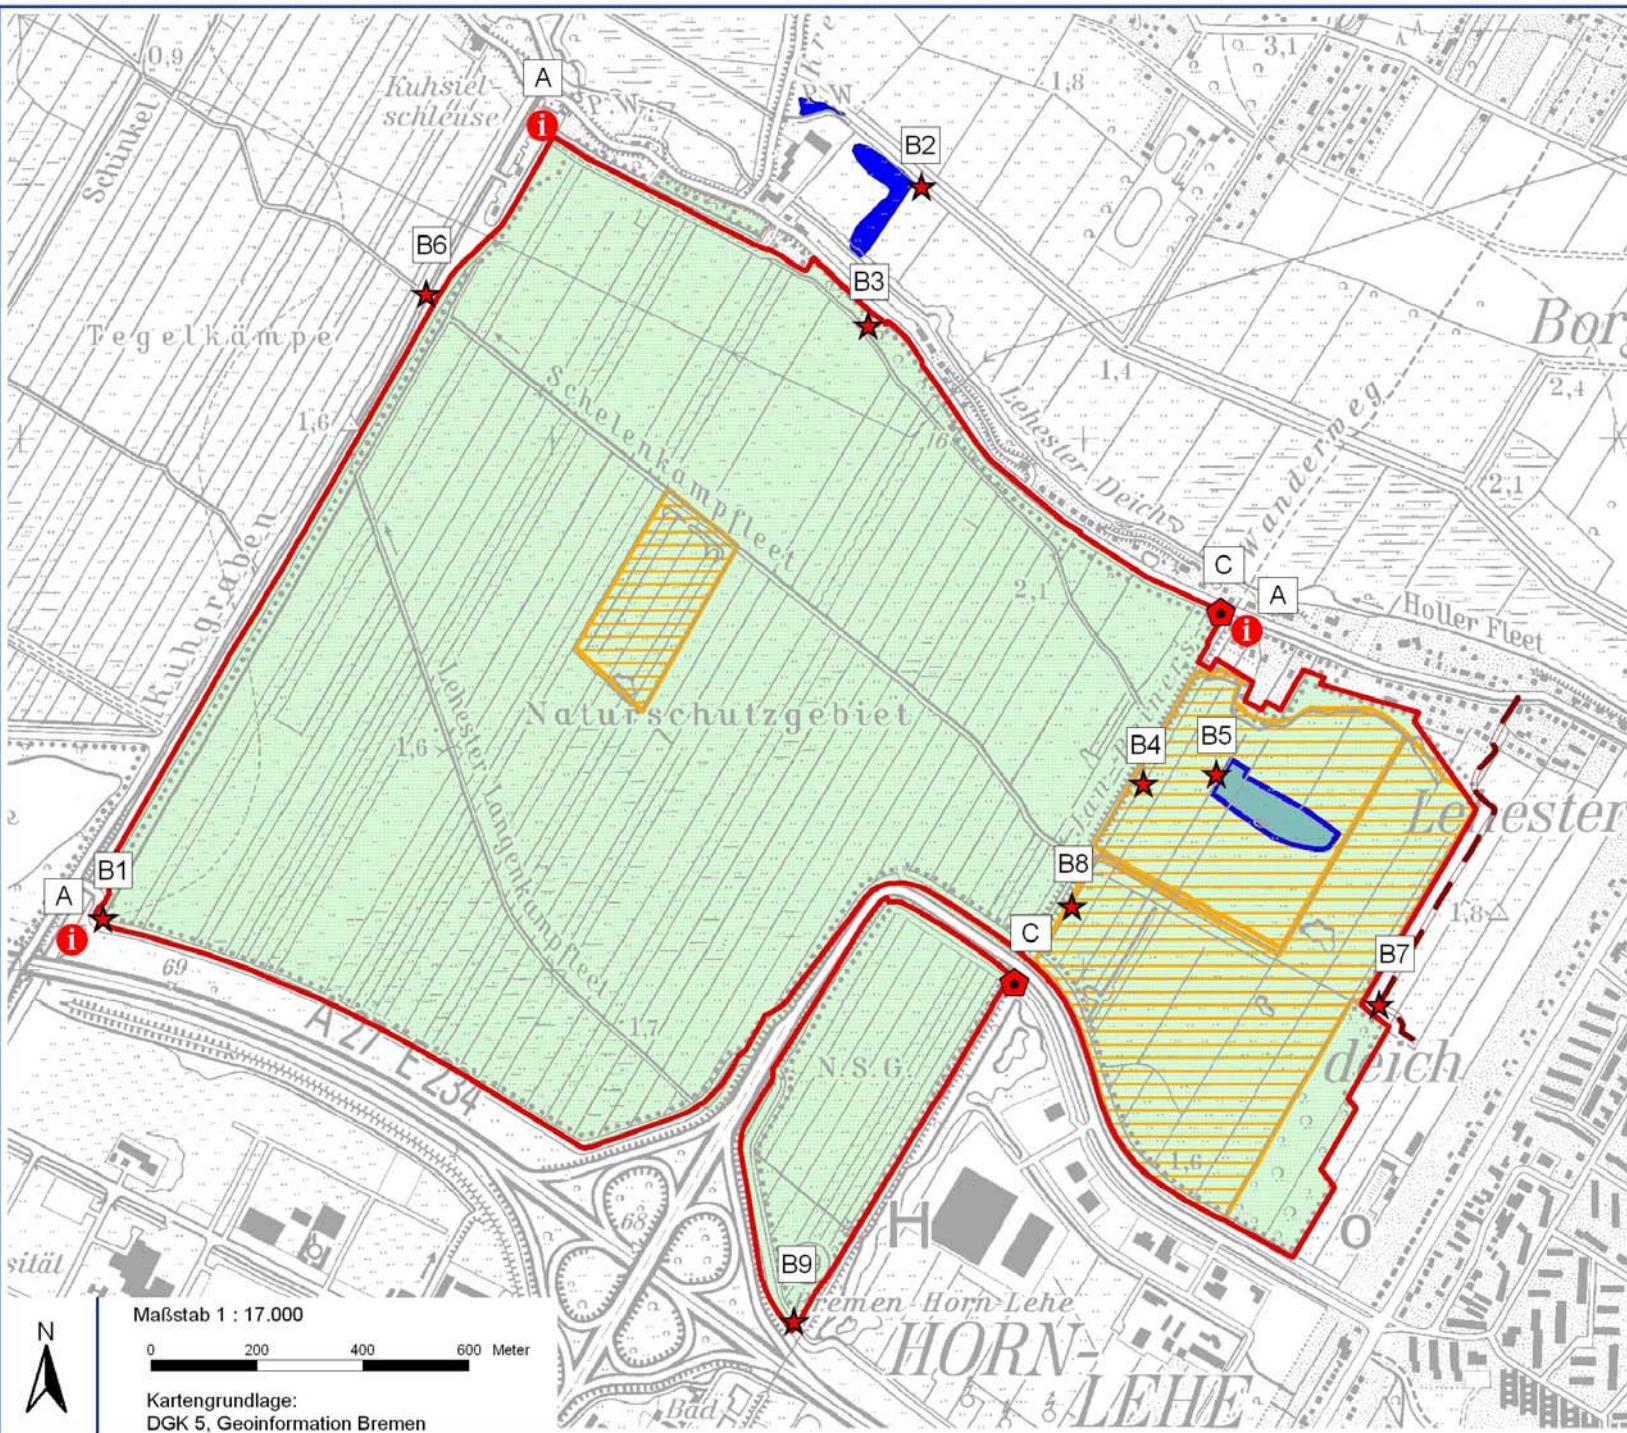 0,9
Kuhsiel-
schleuse
A
P.W.
P.W.
1,8
3,1
B2
Schunkel
B6
B3
Tegelkämpe
Borg
1,4
2,4
Wanderweg
1,6
Schelenkampfleet
16
Lehester Deich
2,1
2,1
C
A
Holler Fleet
Kuhgraben
Naturschutzgebiet
1,6
Lehester Langenkampfleet
B4
B5
Lehester
B1
A
B8
C
1,8
B7
69
A 27 E 234
1,7
N.S.G.
deich
1,6
68
H
O
B9
sität
Bremen-Horn-Lehe
HORN-
LEHE
Bad
N
Maßstab 1 : 17.000
0 200 400 600 Meter
Kartengrundlage:
DGK 5, Geoinformation Bremen